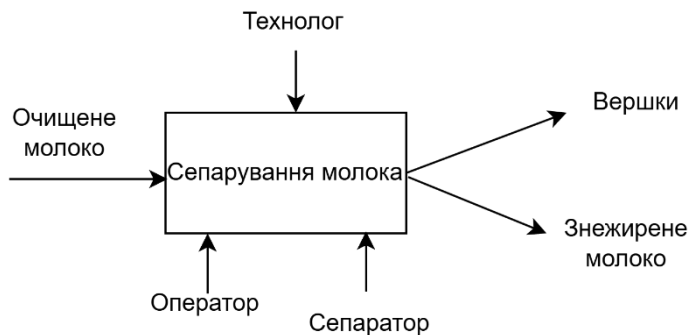 Технолог
Очищене
молоко
Сепарування молока
Вершки
Знежирене
молоко
Оператор
Сепаратор